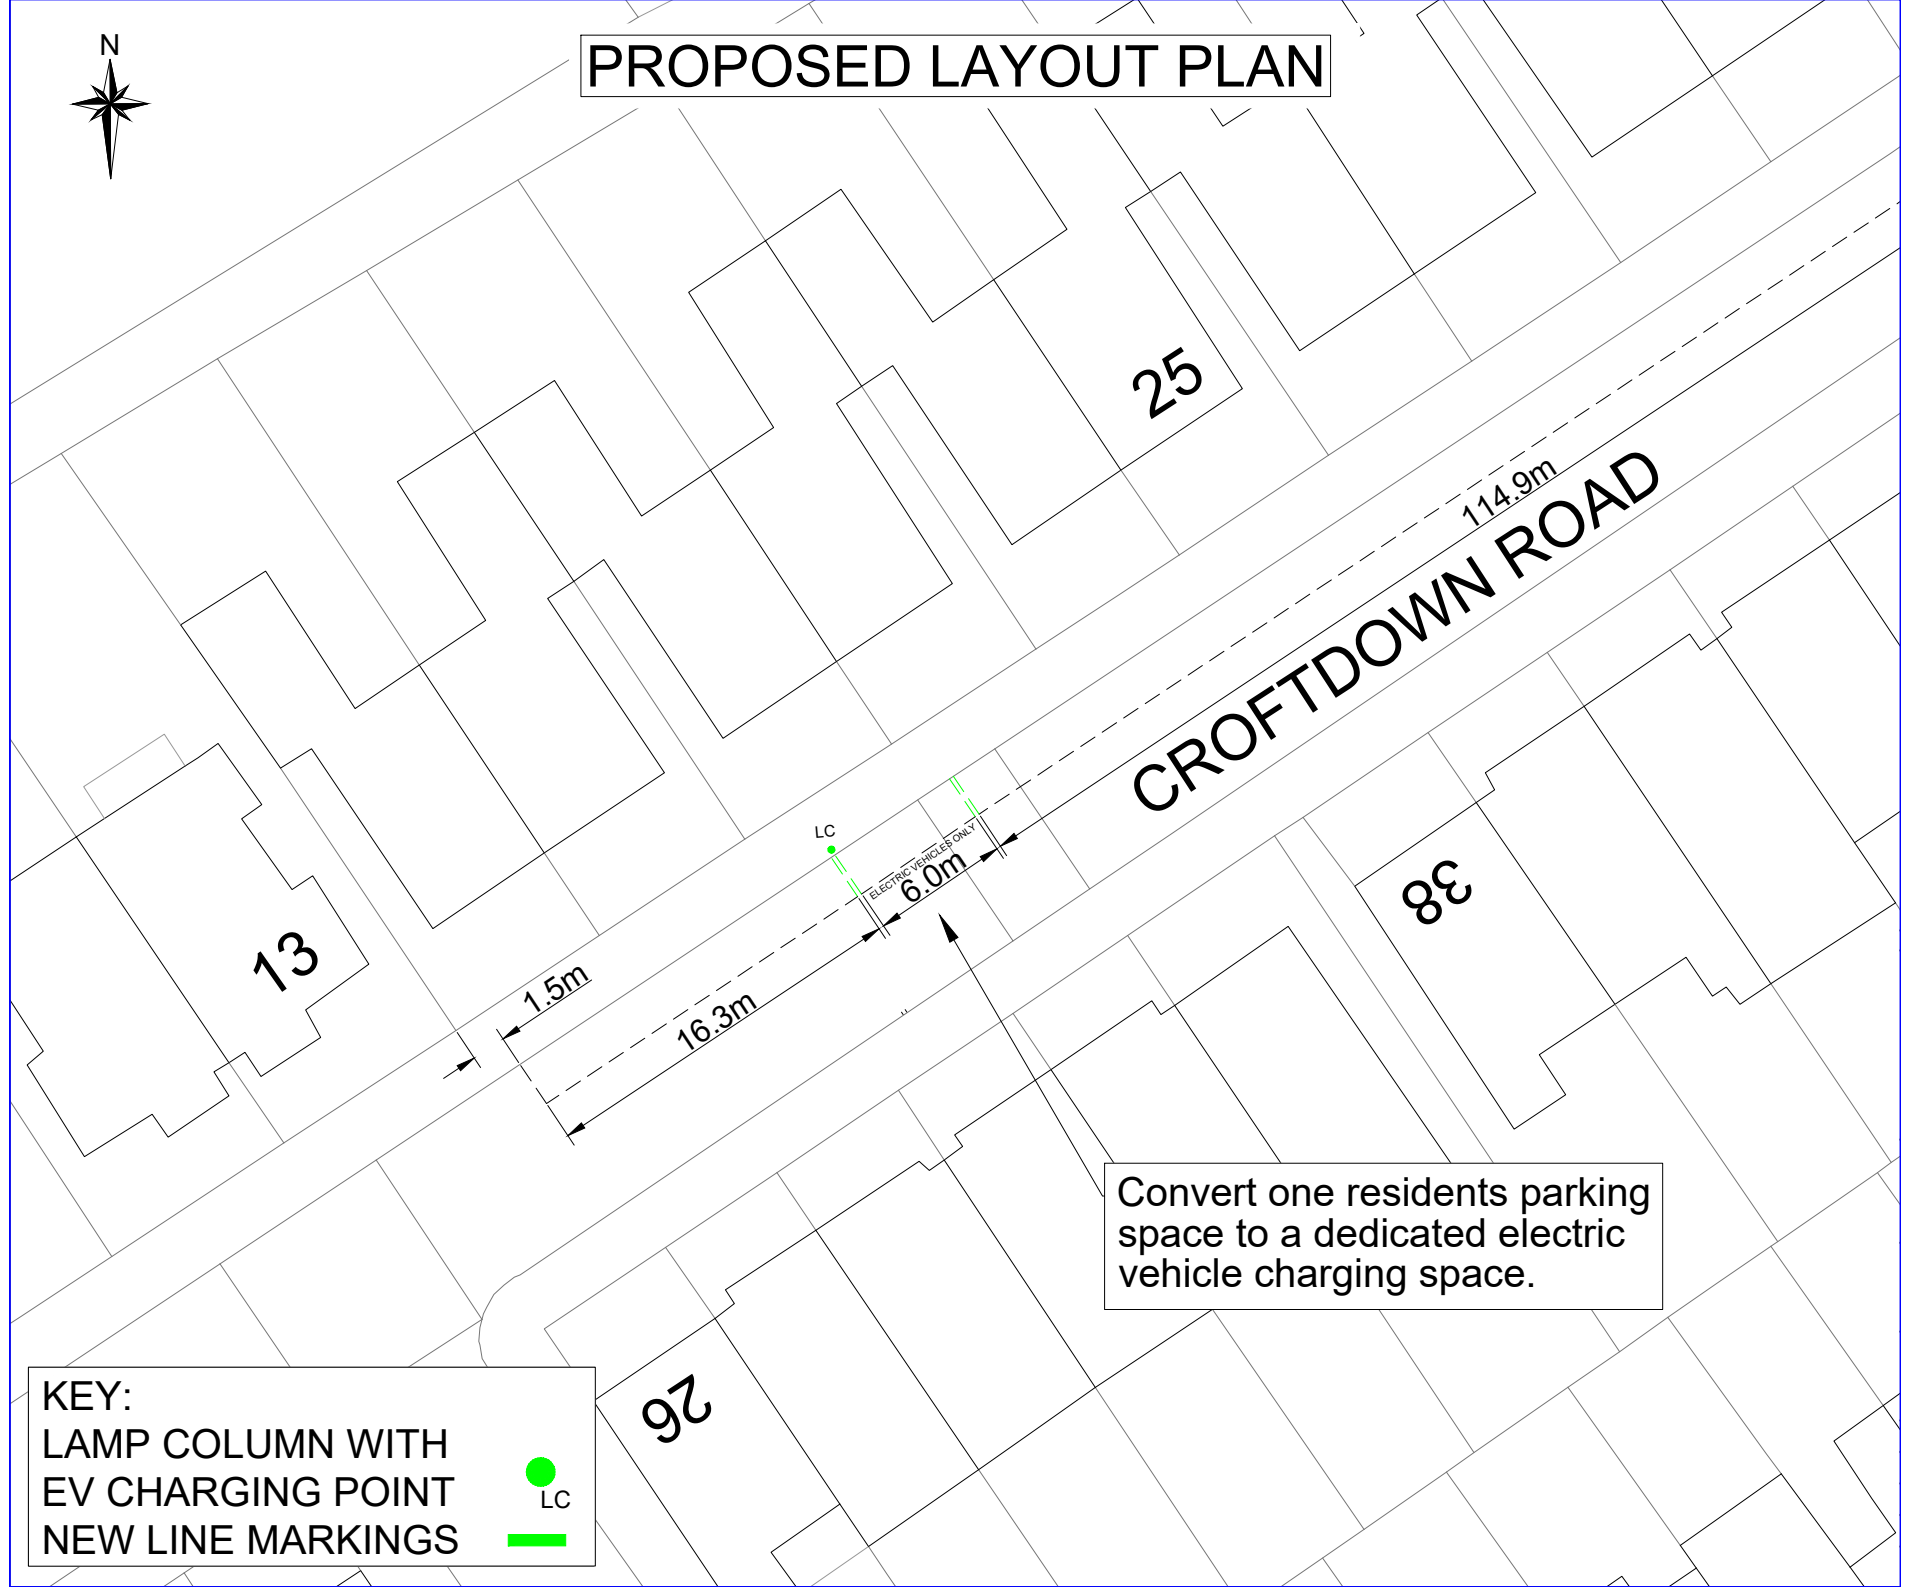 N
PROPOSED LAYOUT PLAN
25
114.9m
CROFTDOWN ROAD
LC
ELECTRIC VEHICLES ONLY
6.0m
38
13
1.5m
16.3m
Convert one residents parking
space to a dedicated electric
vehicle charging space.
26
KEY:
LAMP COLUMN WITH
EV CHARGING POINT
LC
NEW LINE MARKINGS